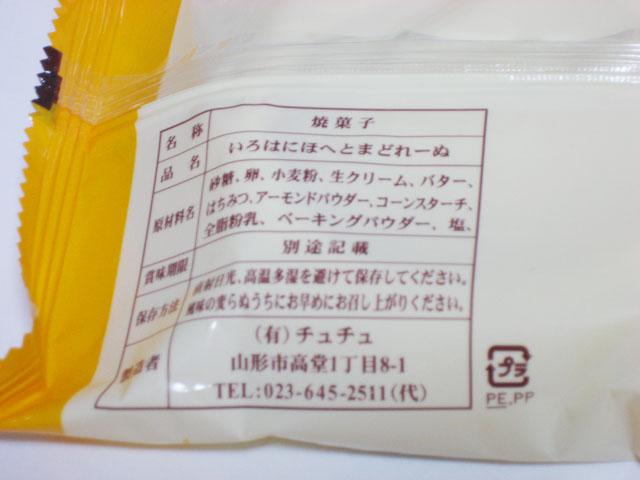 名称 焼菓子
品名 いろはにほへとまどれーぬ
原材料名 砂糖、卵、小麦粉、生クリーム、バター、
はちみつ、アーモンドパウダー、コーンスターチ、
全脂粉乳、ベーキングパウダー、塩、
賞味期限 別途記載
保存方法 直射日光、高温多湿を避けて保存してください。
風味の変らぬうちにお早めにお召し上がりください。
製造者 (有)チュチュ
山形市高堂1丁目8-1
TEL:023-645-2511(代)
プラ
PE,PP